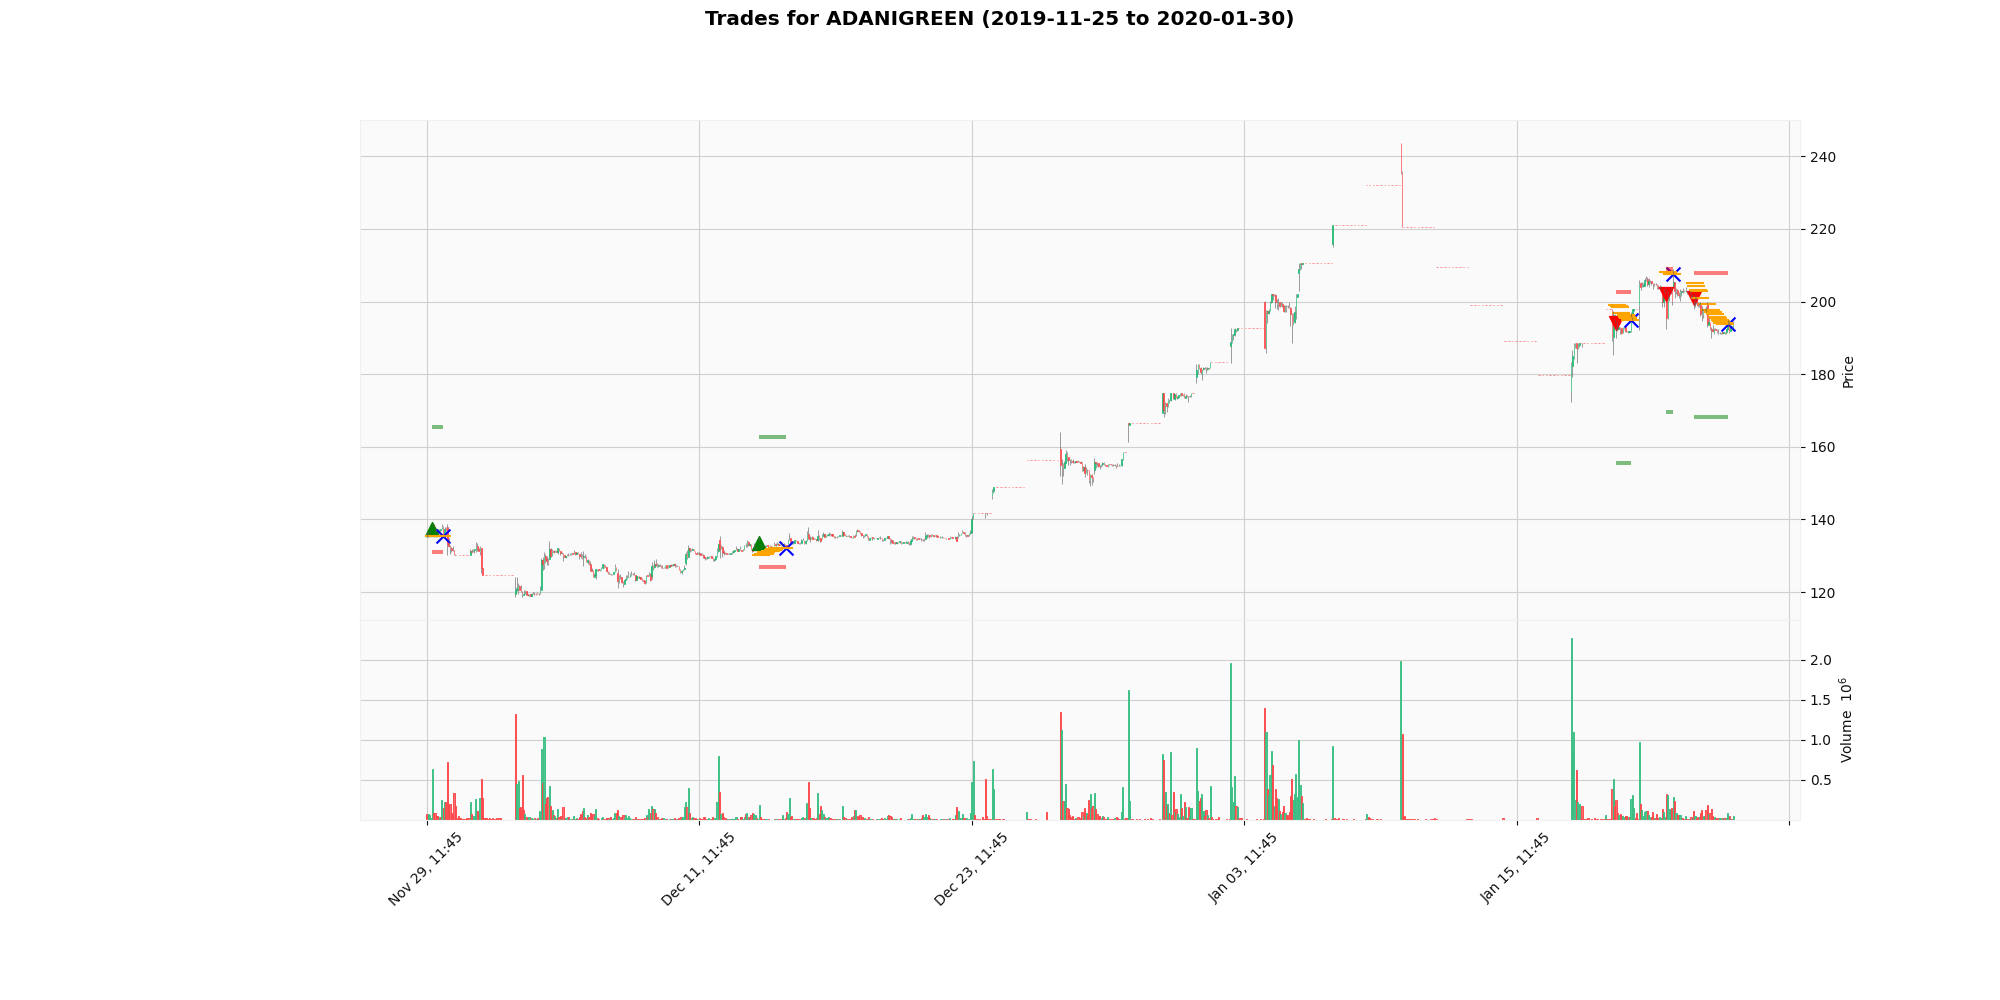 Trades for ADANIGREEN (2019-11-25 to 2020-01-30)
240
220
200
180
160
140
120
Price
2.0
1.5
1.0
0.5
Volume 10^6
Nov 29, 11:45
Dec 11, 11:45
Dec 23, 11:45
Jan 03, 11:45
Jan 15, 11:45